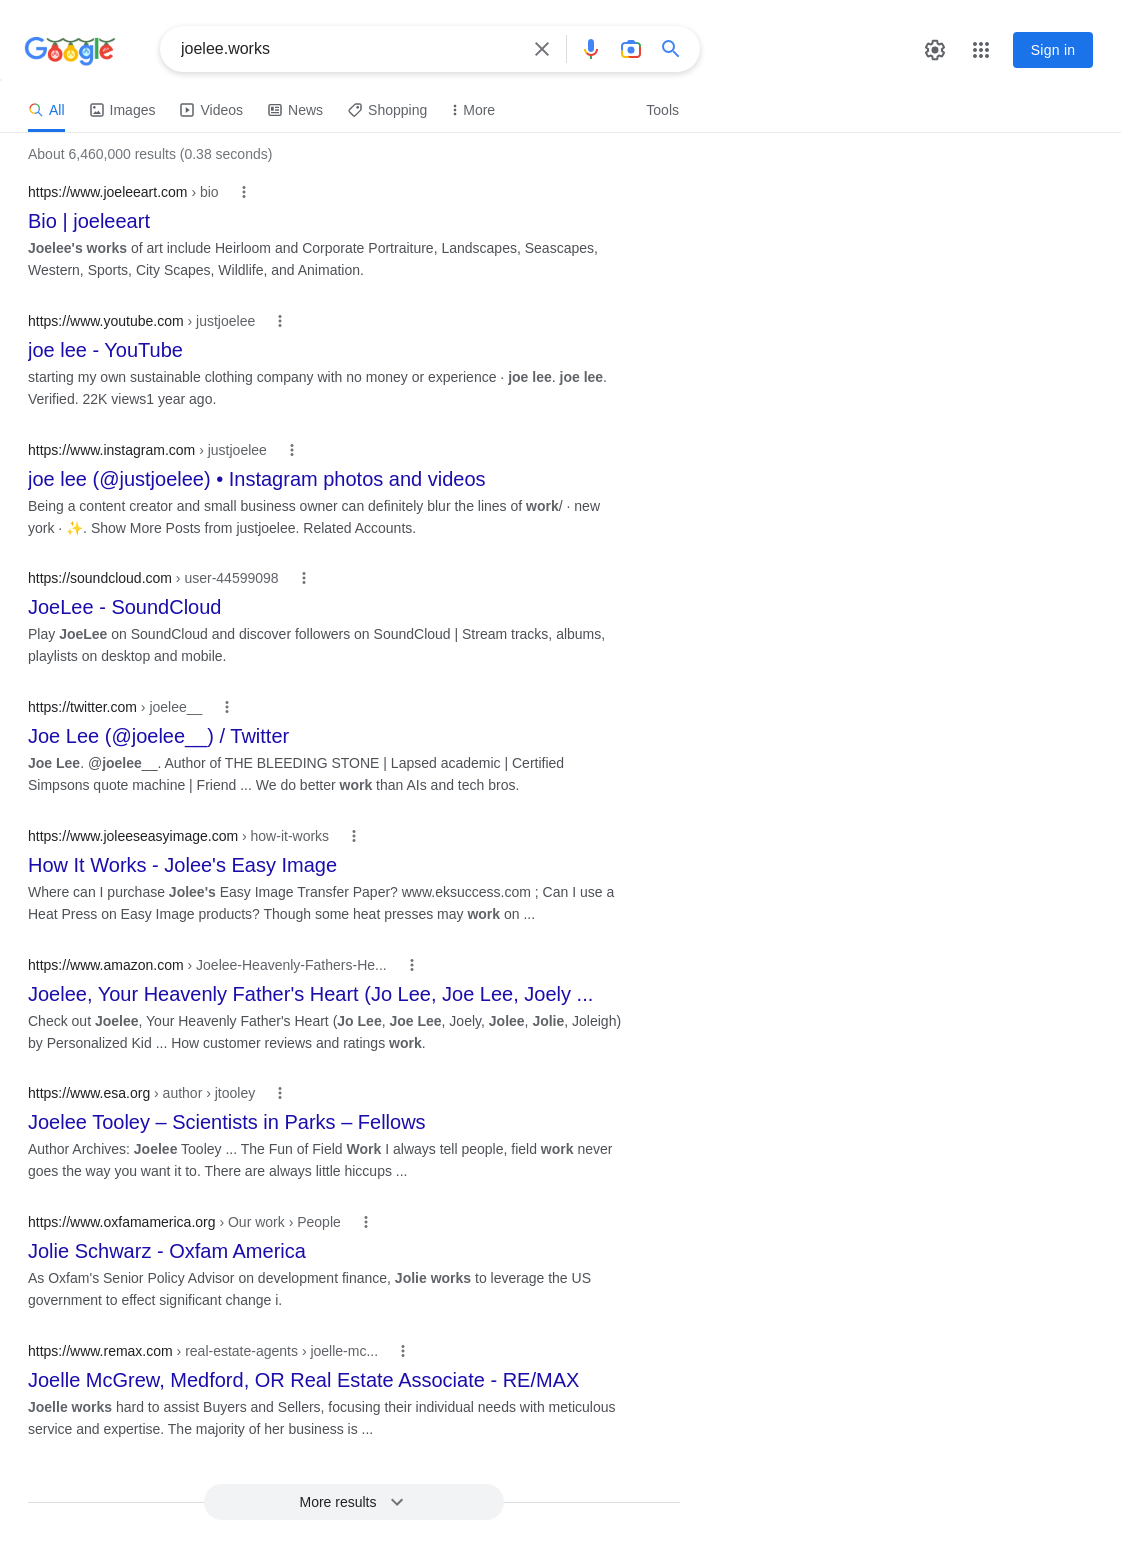 Google
joelee.works
Sign in
All Images Videos News Shopping More Tools
About 6,460,000 results (0.38 seconds)
https://www.joeleeart.com › bio
Bio | joeleeart
Joelee's works of art include Heirloom and Corporate Portraiture, Landscapes, Seascapes,
Western, Sports, City Scapes, Wildlife, and Animation.
https://www.youtube.com › justjoelee
joe lee - YouTube
starting my own sustainable clothing company with no money or experience · joe lee. joe lee.
Verified. 22K views1 year ago.
https://www.instagram.com › justjoelee
joe lee (@justjoelee) • Instagram photos and videos
Being a content creator and small business owner can definitely blur the lines of work/ · new
york · ✨. Show More Posts from justjoelee. Related Accounts.
https://soundcloud.com › user-44599098
JoeLee - SoundCloud
Play JoeLee on SoundCloud and discover followers on SoundCloud | Stream tracks, albums,
playlists on desktop and mobile.
https://twitter.com › joelee__
Joe Lee (@joelee__) / Twitter
Joe Lee. @joelee__. Author of THE BLEEDING STONE | Lapsed academic | Certified
Simpsons quote machine | Friend ... We do better work than AIs and tech bros.
https://www.joleeseasyimage.com › how-it-works
How It Works - Jolee's Easy Image
Where can I purchase Jolee's Easy Image Transfer Paper? www.eksuccess.com ; Can I use a
Heat Press on Easy Image products? Though some heat presses may work on ...
https://www.amazon.com › Joelee-Heavenly-Fathers-He...
Joelee, Your Heavenly Father's Heart (Jo Lee, Joe Lee, Joely ...
Check out Joelee, Your Heavenly Father's Heart (Jo Lee, Joe Lee, Joely, Jolee, Jolie, Joleigh)
by Personalized Kid ... How customer reviews and ratings work.
https://www.esa.org › author › jtooley
Joelee Tooley – Scientists in Parks – Fellows
Author Archives: Joelee Tooley ... The Fun of Field Work I always tell people, field work never
goes the way you want it to. There are always little hiccups ...
https://www.oxfamamerica.org › Our work › People
Jolie Schwarz - Oxfam America
As Oxfam's Senior Policy Advisor on development finance, Jolie works to leverage the US
government to effect significant change i.
https://www.remax.com › real-estate-agents › joelle-mc...
Joelle McGrew, Medford, OR Real Estate Associate - RE/MAX
Joelle works hard to assist Buyers and Sellers, focusing their individual needs with meticulous
service and expertise. The majority of her business is ...
More results